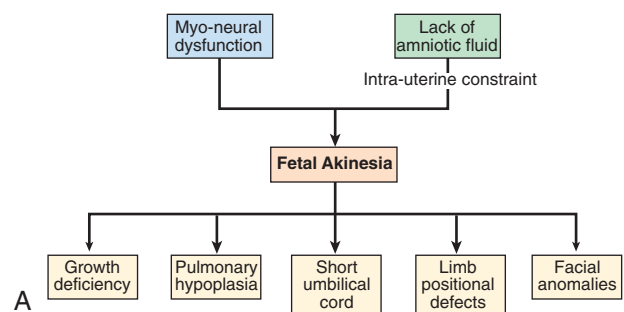 Myo-neural
dysfunction
Lack of
amniotic fluid
Intra-uterine constraint
Fetal Akinesia
Growth
deficiency
Pulmonary
hypoplasia
Short
umbilical
cord
Limb
positional
defects
Facial
anomalies
A